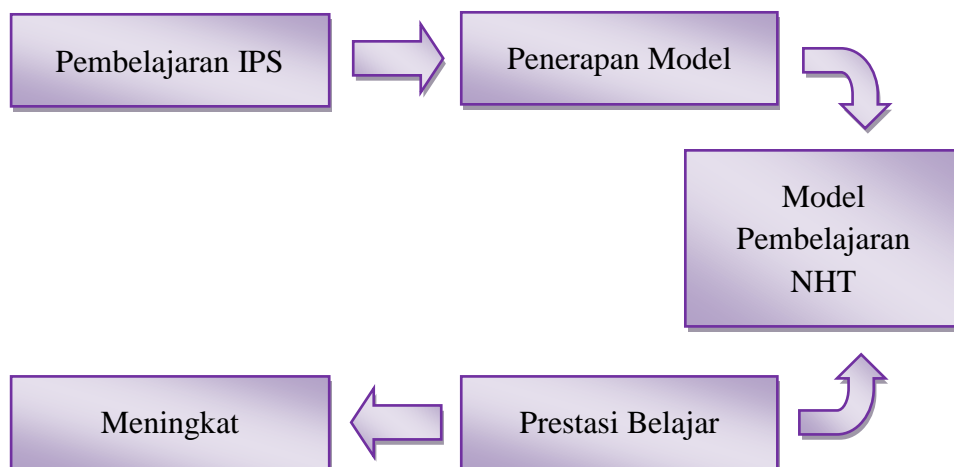 Pembelajaran IPS
Penerapan Model
Model
Pembelajaran
NHT
Meningkat
Prestasi Belajar